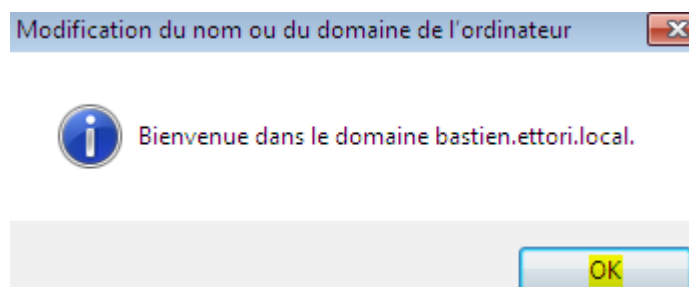 Modification du nom ou du domaine de l'ordinateur
Bienvenue dans le domaine bastien.ettori.local.
OK